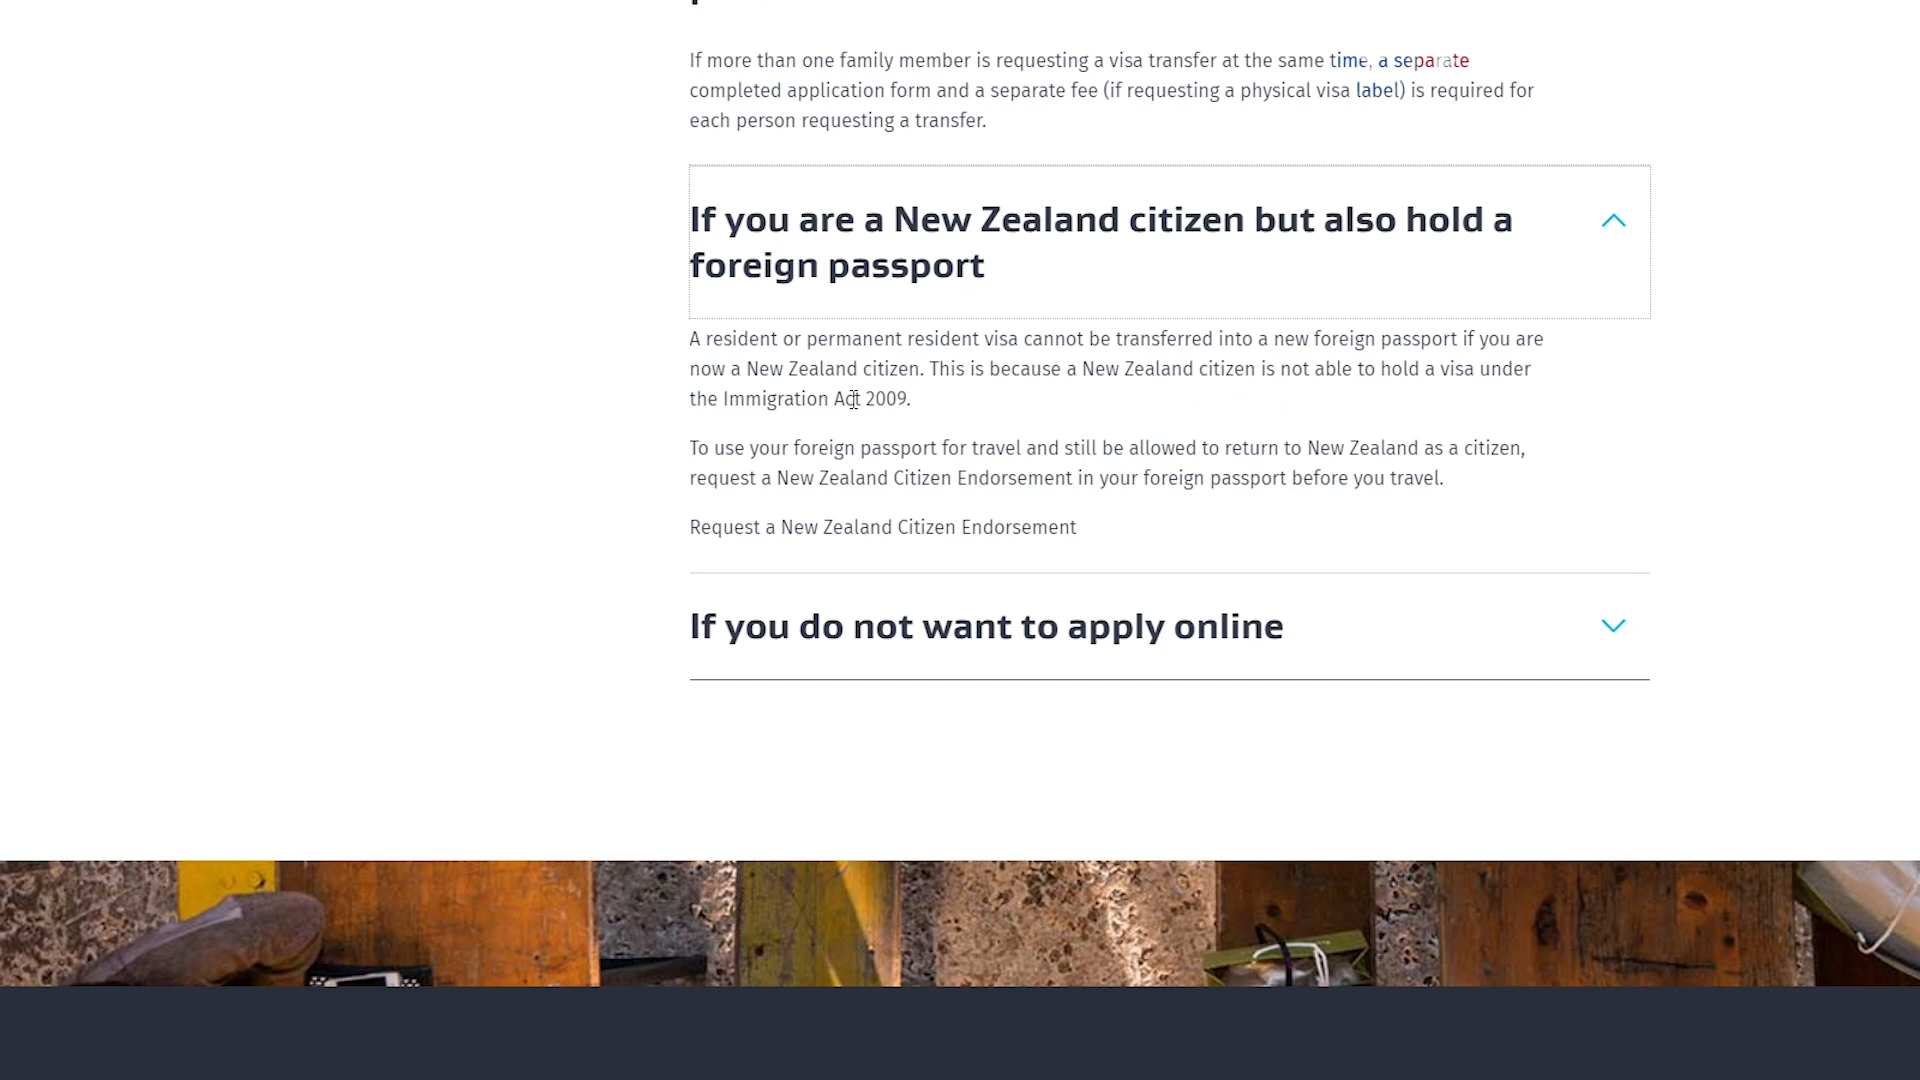 If more than one family member is requesting a visa transfer at the same time, a separate
completed application form and a separate fee (if requesting a physical visa label) is required for
each person requesting a transfer.
If you are a New Zealand citizen but also hold a
foreign passport
A resident or permanent resident visa cannot be transferred into a new foreign passport if you are
now a New Zealand citizen. This is because a New Zealand citizen is not able to hold a visa under
the Immigration Act 2009.
To use your foreign passport for travel and still be allowed to return to New Zealand as a citizen,
request a New Zealand Citizen Endorsement in your foreign passport before you travel.
Request a New Zealand Citizen Endorsement
If you do not want to apply online